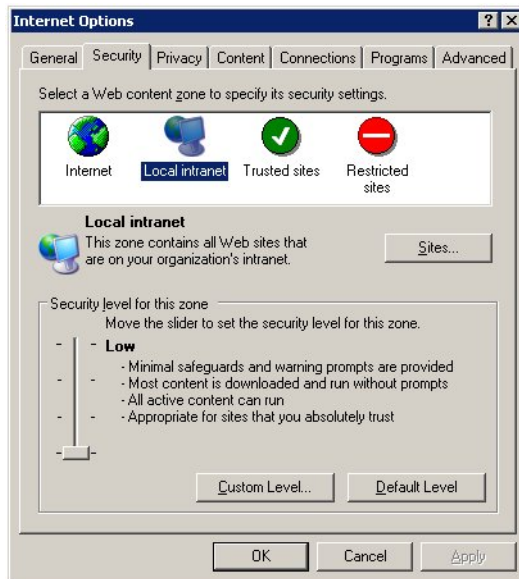 Internet Options
General Security Privacy Content Connections Programs Advanced
Select a Web content zone to specify its security settings.
Internet Local intranet Trusted sites Restricted
sites
Local intranet
This zone contains all Web sites that
are on your organization's intranet.
Sites...
Security level for this zone
Move the slider to set the security level for this zone.
Low
- Minimal safeguards and warning prompts are provided
- Most content is downloaded and run without prompts
- All active content can run
- Appropriate for sites that you absolutely trust
Custom Level... Default Level
OK Cancel Apply